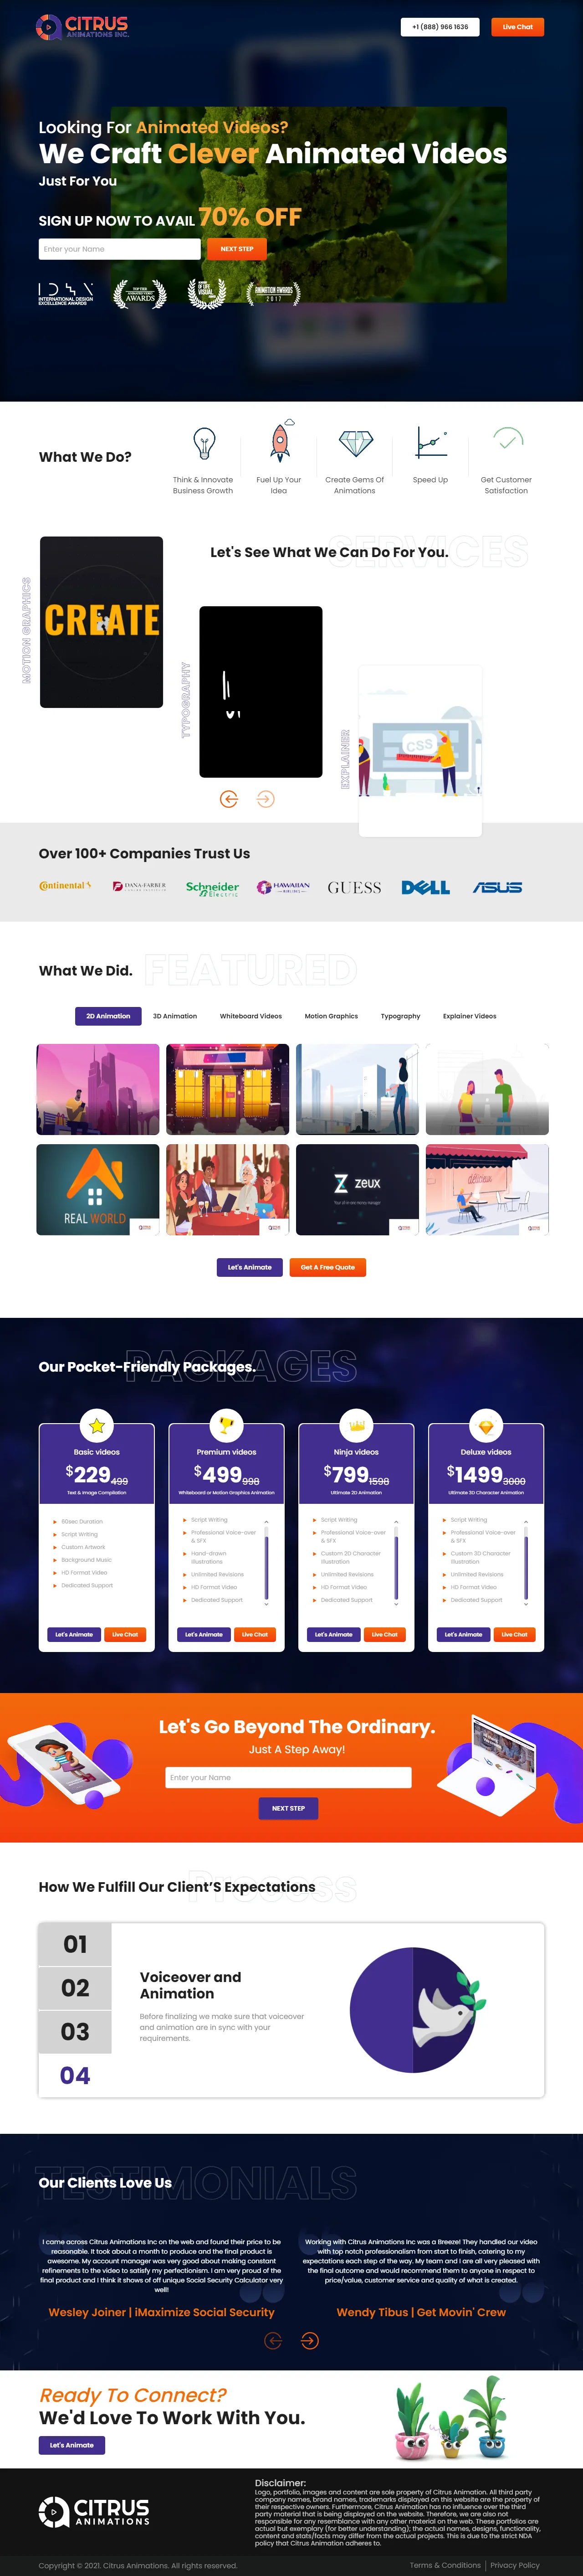 CITRUS
ANIMATIONS INC.
+1 (888) 966 1636
Live Chat
Looking For Animated Videos?
We Craft Clever Animated Videos
Just For You
SIGN UP NOW TO AVAIL 70% OFF
Enter your Name
NEXT STEP
INTERNATIONAL DESIGN
EXCELLENCE AWARDS
AWARDS
ANIMATION AWARDS
2017
What We Do?
Think & Innovate
Business Growth
Fuel Up Your
Idea
Create Gems Of
Animations
Speed Up
Get Customer
Satisfaction
SERVICES
Let's See What We Can Do For You.
MOTION GRAPHICS
CREATE
TYPOGRAPHY
EXPLAINER
CSS
Over 100+ Companies Trust Us
Continental
DANA-FARBER
Schneider
Electric
HAWAIIAN
AIRLINES
GUESS
DELL
ASUS
FEATURED
What We Did.
2D Animation
3D Animation
Whiteboard Videos
Motion Graphics
Typography
Explainer Videos
REAL WORLD
zeux
Let's Animate
Get A Free Quote
PACKAGES
Our Pocket-Friendly Packages.
Basic videos
$229 499
Text & Image Compilation
60sec Duration
Script Writing
Custom Artwork
Background Music
HD Format Video
Dedicated Support
Let's Animate
Live Chat
Premium videos
$499 998
Whiteboard or Motion Graphics Animation
Script Writing
Professional Voice-over
& SFX
Hand-drawn
Illustrations
Unlimited Revisions
HD Format Video
Dedicated Support
Let's Animate
Live Chat
Ninja videos
$799 1598
Ultimate 2D Animation
Script Writing
Professional Voice-over
& SFX
Custom 2D Character
Illustration
Unlimited Revisions
HD Format Video
Dedicated Support
Let's Animate
Live Chat
Deluxe videos
$1499 3000
Ultimate 3D Character Animation
Script Writing
Professional Voice-over
& SFX
Custom 3D Character
Illustration
Unlimited Revisions
HD Format Video
Dedicated Support
Let's Animate
Live Chat
Let's Go Beyond The Ordinary.
Just A Step Away!
Enter your Name
NEXT STEP
Process
How We Fulfill Our Client'S Expectations
01
02
03
04
Voiceover and
Animation
Before finalizing we make sure that voiceover
and animation are in sync with your
requirements.
TESTIMONIALS
Our Clients Love Us
I came across Citrus Animations Inc on the web and found their price to be
reasonable. It took about a month to produce and the final product is
awesome. My account manager was very good about making constant
refinements to the video to satisfy my perfectionism. I am very proud of the
final product and I think it shows of off unique Social Security Calculator very
well!
Wesley Joiner | iMaximize Social Security
Working with Citrus Animations Inc was a Breeze! They handled our video
with top notch professionalism from start to finish, catering to my
expectations each step of the way. My team and I are all very pleased with
the final outcome and would recommend them to anyone in respect to
price/value, customer service and quality of what is created.
Wendy Tibus | Get Movin' Crew
Ready To Connect?
We'd Love To Work With You.
Let's Animate
CITRUS
ANIMATIONS
Disclaimer:
Logo, portfolio, images and content are sole property of Citrus Animation. All third party
company names, brand names, trademarks displayed on this website are the property of
their respective owners. Furthermore, Citrus Animation has no influence over the third
party material that is being displayed on the website. Therefore, we are also not
responsible for any resemblance with any other material on the web. These portfolios are
actual but exemplary (for better understanding); the actual names, designs, functionality,
content and stats/facts may differ from the actual projects. This is due to the strict NDA
policy that Citrus Animation adheres to.
Copyright © 2021. Citrus Animations. All rights reserved.
Terms & Conditions | Privacy Policy